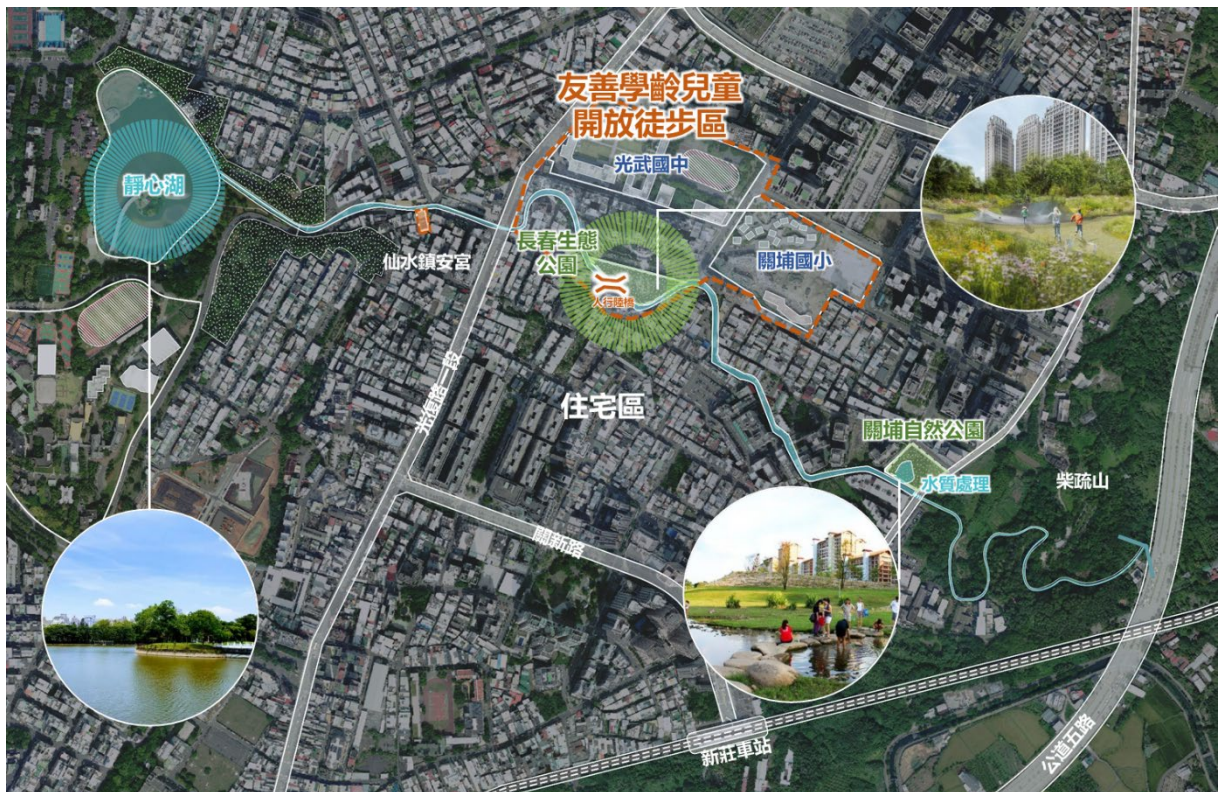 友善學齡兒童
開放徒步區
光武國中
靜心湖
長春生態
公園
仙水鎮安宮
關埔國小
人行陸橋
光復路一段
住宅區
關埔自然公園
水質處理
柴疏山
關新路
新莊車站
公道五路